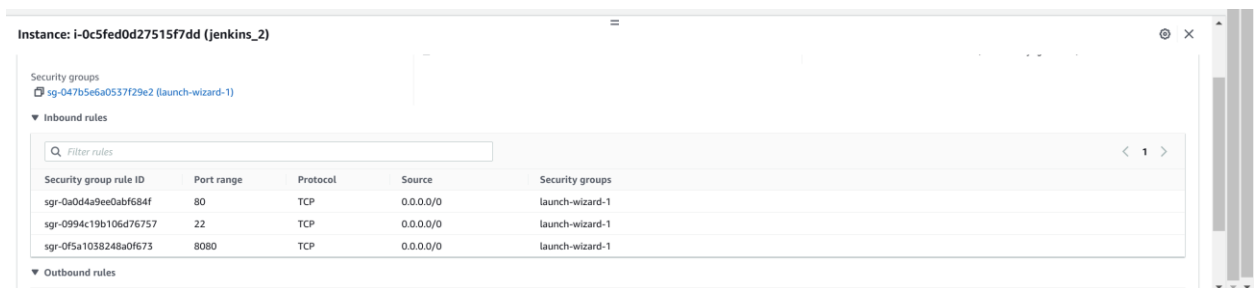 Instance: i-0c5fed0d27515f7dd (jenkins_2)
Security groups
sg-047b5e6a0537f29e2 (launch-wizard-1)
Inbound rules
Filter rules
1
Security group rule ID Port range Protocol Source Security groups
sgr-0a0d4a9ee0abf684f 80 TCP 0.0.0.0/0 launch-wizard-1
sgr-0994c19b106d76757 22 TCP 0.0.0.0/0 launch-wizard-1
sgr-0f5a1038248a0f673 8080 TCP 0.0.0.0/0 launch-wizard-1
Outbound rules